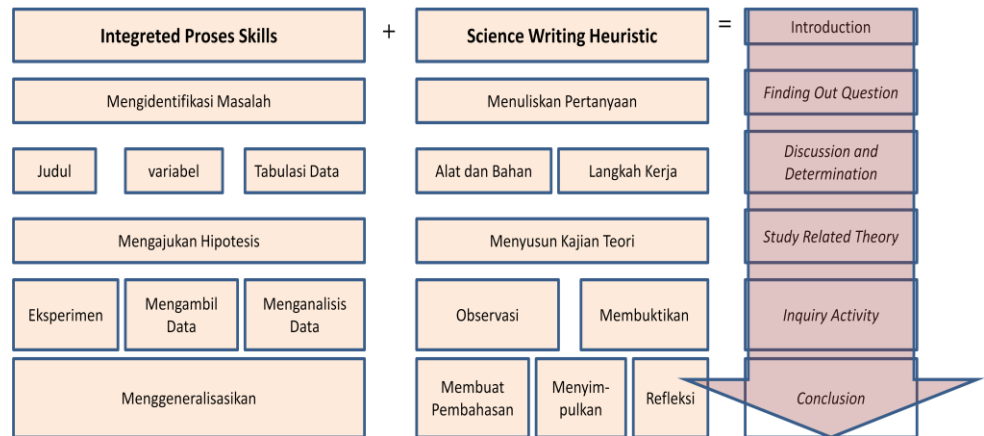 Integreted Proses Skills
+
Science Writing Heuristic
=
Introduction
Mengidentifikasi Masalah
Menuliskan Pertanyaan
Finding Out Question
Judul
variabel
Tabulasi Data
Alat dan Bahan
Langkah Kerja
Discussion and
Determination
Mengajukan Hipotesis
Menyusun Kajian Teori
Study Related Theory
Eksperimen
Mengambil
Data
Menganalisis
Data
Observasi
Membuktikan
Inquiry Activity
Menggeneralisasikan
Membuat
Pembahasan
Menyim-
pulkan
Refleksi
Conclusion